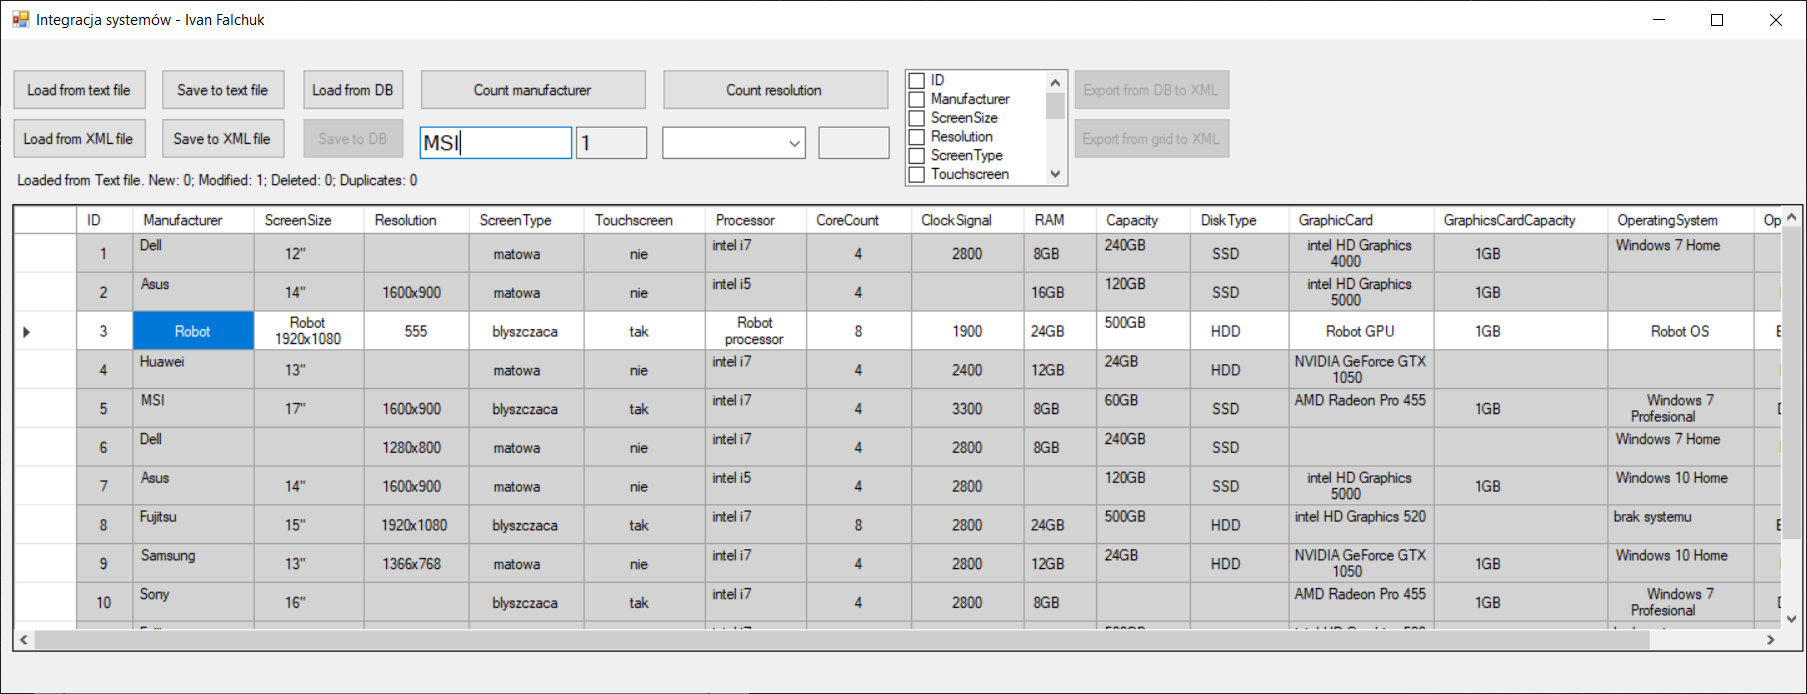 Integracja systemów - Ivan Falchuk
Load from text file Save to text file Load from DB Count manufacturer Count resolution
Load from XML file Save to XML file Save to DB MSI 1
ID
Manufacturer
ScreenSize
Resolution
ScreenType
Touchscreen
Export from DB to XML
Export from grid to XML
Loaded from Text file. New: 0; Modified: 1; Deleted: 0; Duplicates: 0
ID Manufacturer ScreenSize Resolution ScreenType Touchscreen Processor CoreCount ClockSignal RAM Capacity DiskType GraphicCard GraphicsCardCapacity OperatingSystem Op
1 Dell 12" matowa nie intel i7 4 2800 8GB 240GB SSD intel HD Graphics 4000 1GB Windows 7 Home
2 Asus 14" 1600x900 matowa nie intel i5 4 16GB 120GB SSD intel HD Graphics 5000 1GB
3 Robot Robot 1920x1080 555 blyszczaca tak Robot processor 8 1900 24GB 500GB HDD Robot GPU 1GB Robot OS
4 Huawei 13" matowa nie intel i7 4 2400 12GB 24GB HDD NVIDIA GeForce GTX 1050
5 MSI 17" 1600x900 blyszczaca tak intel i7 4 3300 8GB 60GB SSD AMD Radeon Pro 455 1GB Windows 7 Profesional
6 Dell 1280x800 matowa nie intel i7 4 2800 8GB 240GB SSD Windows 7 Home
7 Asus 14" 1600x900 matowa nie intel i5 4 2800 120GB SSD intel HD Graphics 5000 1GB Windows 10 Home
8 Fujitsu 15" 1920x1080 blyszczaca tak intel i7 8 2800 24GB 500GB HDD intel HD Graphics 520 brak systemu
9 Samsung 13" 1366x768 matowa nie intel i7 4 2800 12GB 24GB HDD NVIDIA GeForce GTX 1050 1GB Windows 10 Home
10 Sony 16" blyszczaca tak intel i7 4 2800 8GB AMD Radeon Pro 455 1GB Windows 7 Profesional